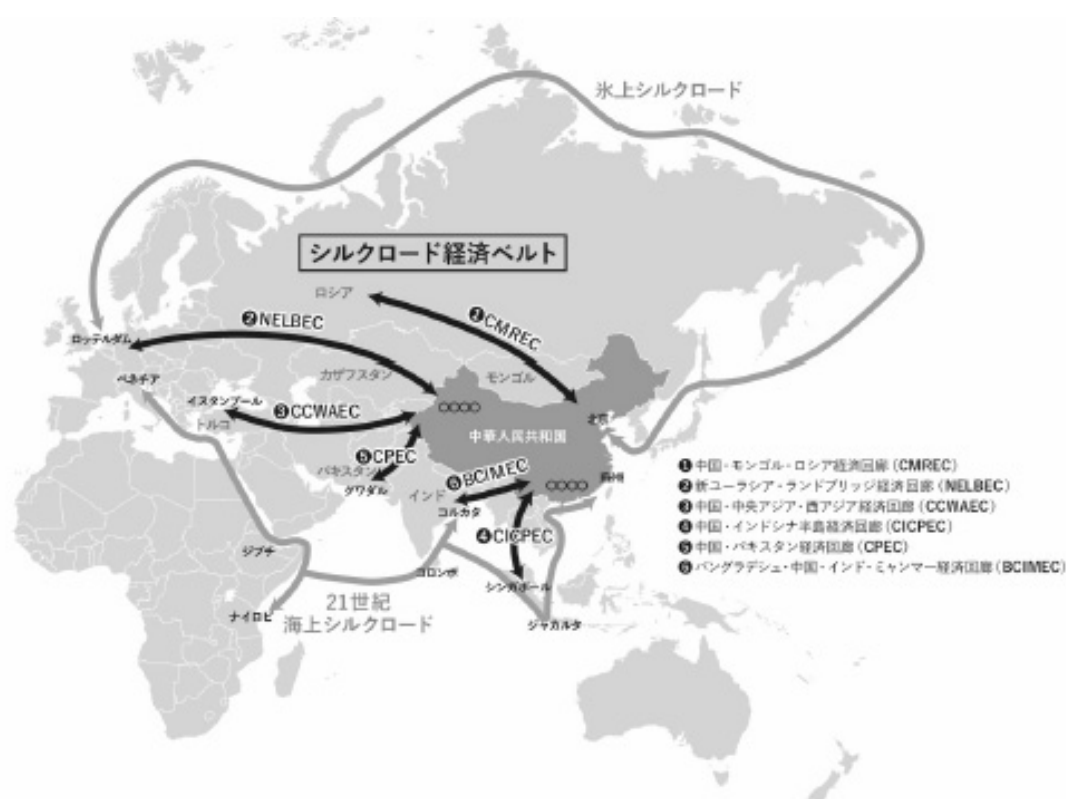 氷上シルクロード
シルクロード経済ベルト
ロシア
❶CMREC
❷NELBEC
ロッテルダム
カザフスタン
モンゴル
ベネチア
イスタンブール
トルコ
❸CCWAEC
○○○○
北京
中華人民共和国
❺CPEC
パキスタン
グワダル
❻BCIMEC
○○○○
インド
コルカタ
❹CICPEC
ジブチ
コロンボ
シンガポール
ナイロビ
21世紀
海上シルクロード
ジャカルタ
❶中国・モンゴル・ロシア経済回廊(CMREC)
❷新ユーラシア・ランドブリッジ経済回廊(NELBEC)
❸中国・中央アジア・西アジア経済回廊(CCWAEC)
❹中国・インドシナ半島経済回廊(CICPEC)
❺中国・パキスタン経済回廊(CPEC)
❻バングラデシュ・中国・インド・ミャンマー経済回廊(BCIMEC)